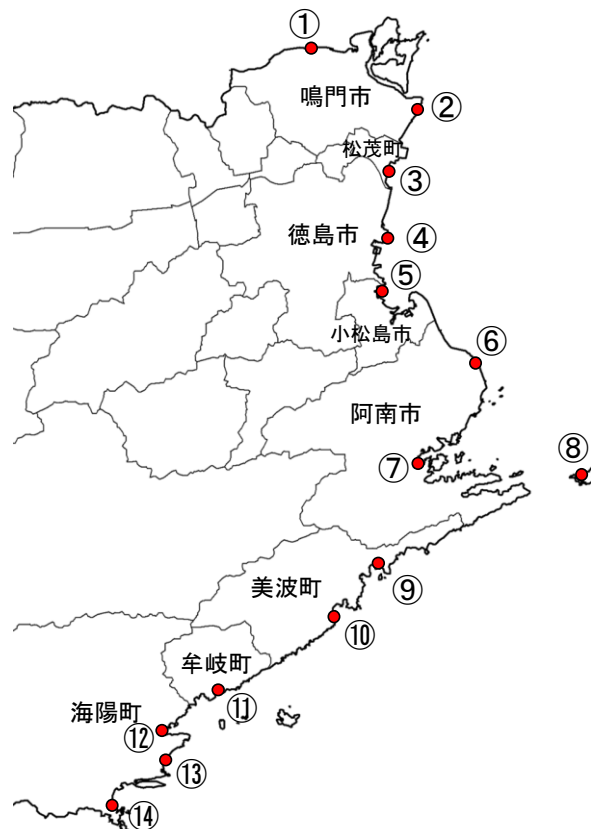 ①
鳴門市
②
松茂町
③
徳島市
④
⑤
小松島市
⑥
阿南市
⑦
⑧
⑨
美波町
⑩
牟岐町
⑪
海陽町
⑫
⑬
⑭